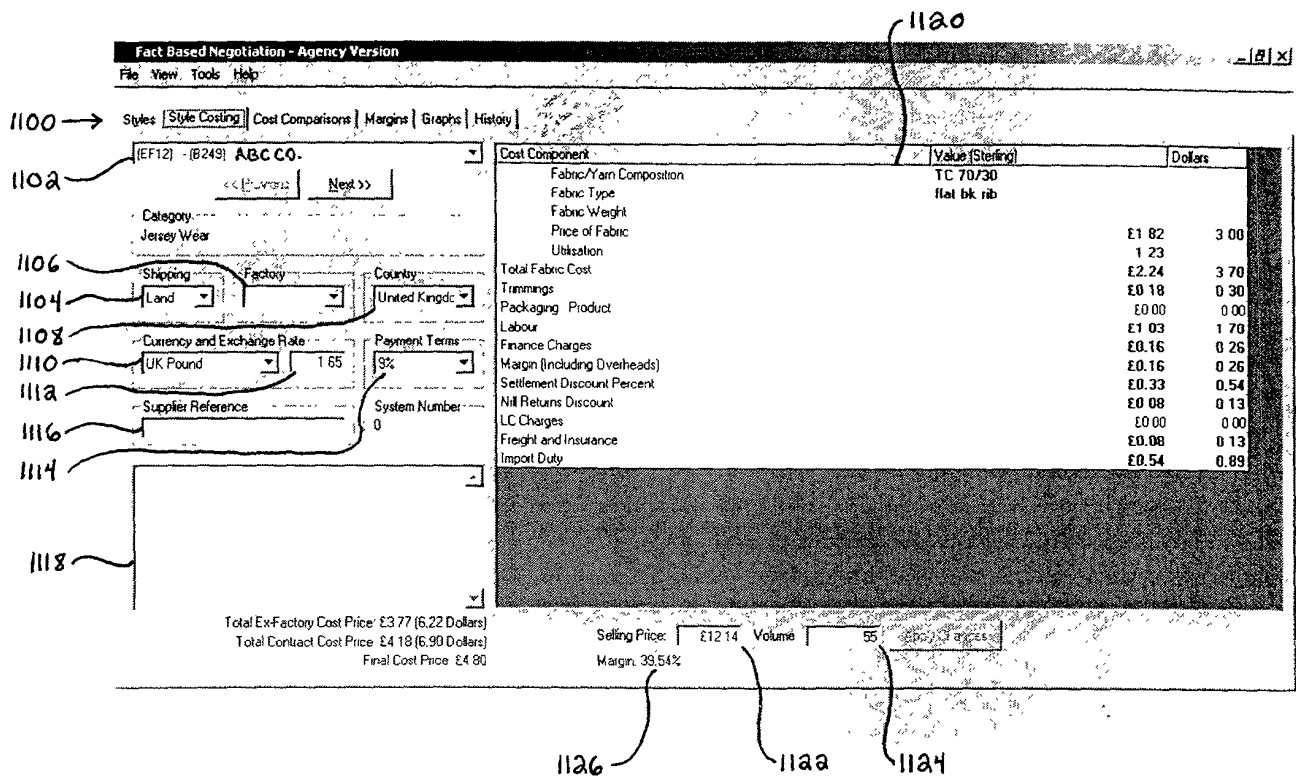 1120
Fact Based Negotiation - Agency Version
File View Tools Help
1100
Styles Style Costing Cost Comparisons Margins Graphs History
1102
(EF12) - (B249) ABC CO.
Next >>
Category
Jersey Wear
1106
Shipping Factory Country
1104
Land United Kingdc
1108
Currency and Exchange Rate Payment Terms
1110
UK Pound 1 65 9%
1112
Supplier Reference System Number
1116
0
1114
1118
Cost Component Value (Sterling) Dollars
Fabric/Yarn Composition TC 70/30
Fabric Type flat bk rib
Fabric Weight
Price of Fabric £1 82 3 00
Utilisation 1 23
Total Fabric Cost £2.24 3 70
Trimmings £0 18 0 30
Packaging Product £0 00 0 00
Labour £1 03 1 70
Finance Charges £0.16 0 26
Margin (Including Overheads) £0.16 0 26
Settlement Discount Percent £0.33 0.54
Nill Returns Discount £0 08 0 13
LC Charges £0 00 0 00
Freight and Insurance £0.08 0 13
Import Duty £0.54 0.89
Total Ex-Factory Cost Price £3 77 (6,22 Dollars)
Total Contract Cost Price £4 18 (6,90 Dollars)
Final Cost Price £4 80
Selling Price: £12 14 Volume 55
Margin. 39,54%
1126
1122
1124